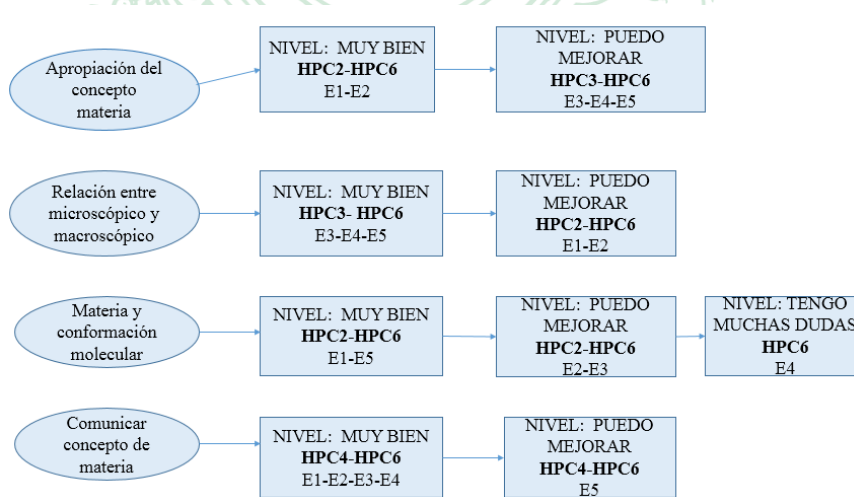 Apropiación del
concepto
materia
NIVEL: MUY BIEN
HPC2-HPC6
E1-E2
NIVEL: PUEDO
MEJORAR
HPC3-HPC6
E3-E4-E5
Relación entre
microscópico y
macroscópico
NIVEL: MUY BIEN
HPC3- HPC6
E3-E4-E5
NIVEL: PUEDO
MEJORAR
HPC2-HPC6
E1-E2
Materia y
conformación
molecular
NIVEL: MUY BIEN
HPC2-HPC6
E1-E5
NIVEL: PUEDO
MEJORAR
HPC2-HPC6
E2-E3
NIVEL: TENGO
MUCHAS DUDAS
HPC6
E4
Comunicar
concepto de
materia
NIVEL: MUY BIEN
HPC4-HPC6
E1-E2-E3-E4
NIVEL: PUEDO
MEJORAR
HPC4-HPC6
E5